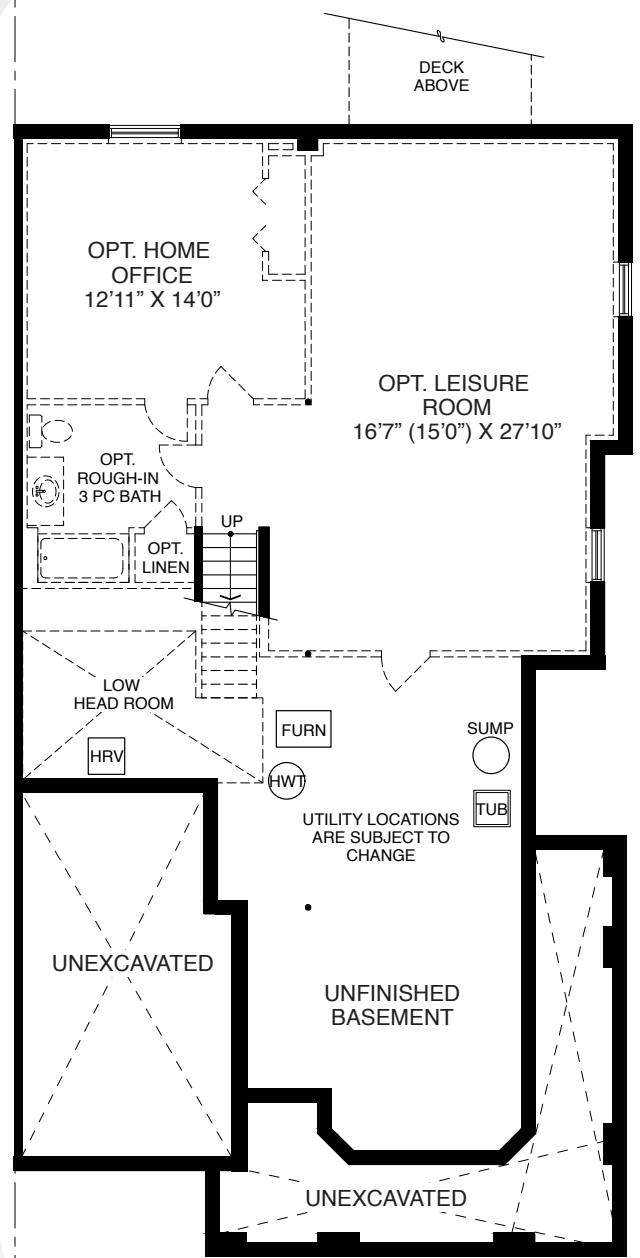 DECK
ABOVE
OPT. HOME
OFFICE
12’11” X 14’0”
OPT. LEISURE
ROOM
16’7” (15’0”) X 27’10”
OPT.
ROUGH-IN
3 PC BATH
UP
OPT.
LINEN
LOW
HEAD ROOM
HRV
FURN
HWT
SUMP
TUB
UTILITY LOCATIONS
ARE SUBJECT TO
CHANGE
UNEXCAVATED
UNFINISHED
BASEMENT
UNEXCAVATED